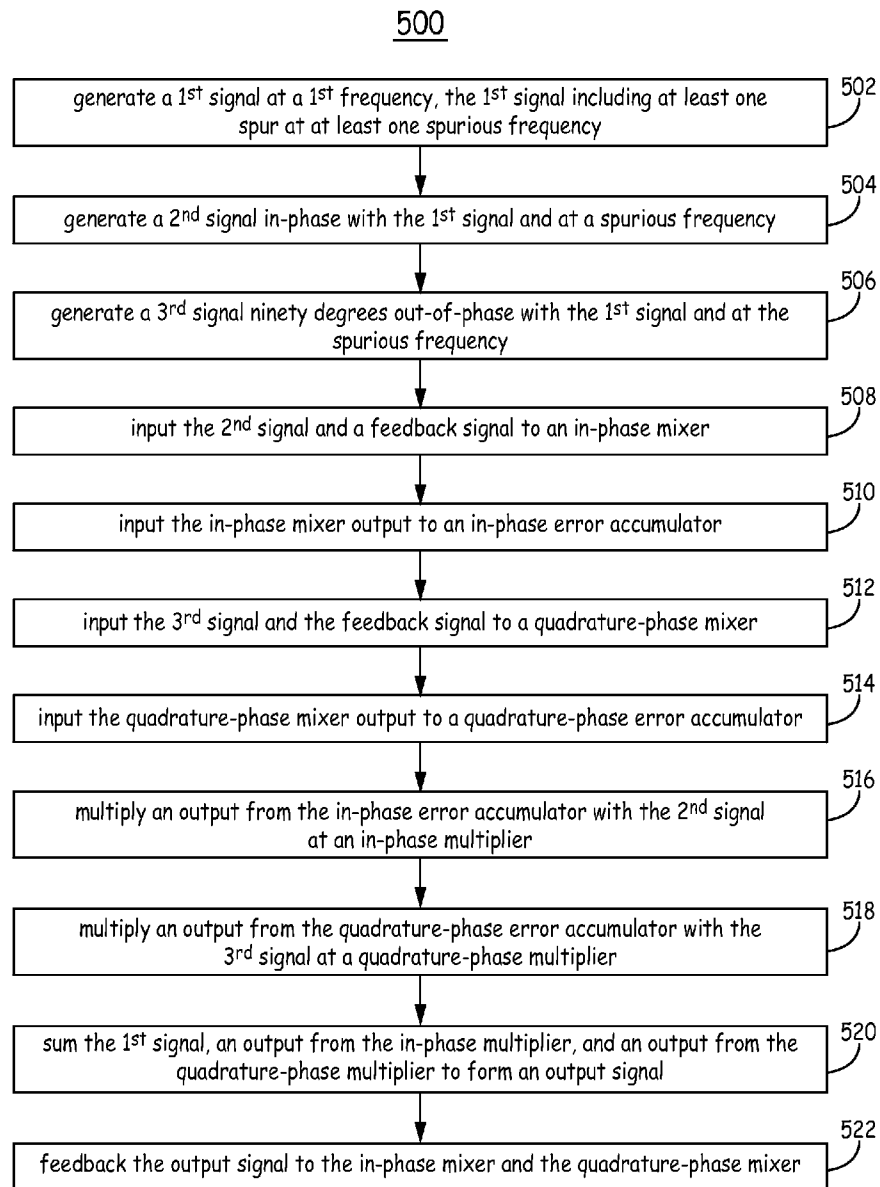 500
generate a 1st signal at a 1st frequency, the 1st signal including at least one
spur at at least one spurious frequency
502
generate a 2nd signal in-phase with the 1st signal and at a spurious frequency
504
generate a 3rd signal ninety degrees out-of-phase with the 1st signal and at the
spurious frequency
506
input the 2nd signal and a feedback signal to an in-phase mixer
508
input the in-phase mixer output to an in-phase error accumulator
510
input the 3rd signal and the feedback signal to a quadrature-phase mixer
512
input the quadrature-phase mixer output to a quadrature-phase error accumulator
514
multiply an output from the in-phase error accumulator with the 2nd signal
at an in-phase multiplier
516
multiply an output from the quadrature-phase error accumulator with the
3rd signal at a quadrature-phase multiplier
518
sum the 1st signal, an output from the in-phase multiplier, and an output from the
quadrature-phase multiplier to form an output signal
520
feedback the output signal to the in-phase mixer and the quadrature-phase mixer
522